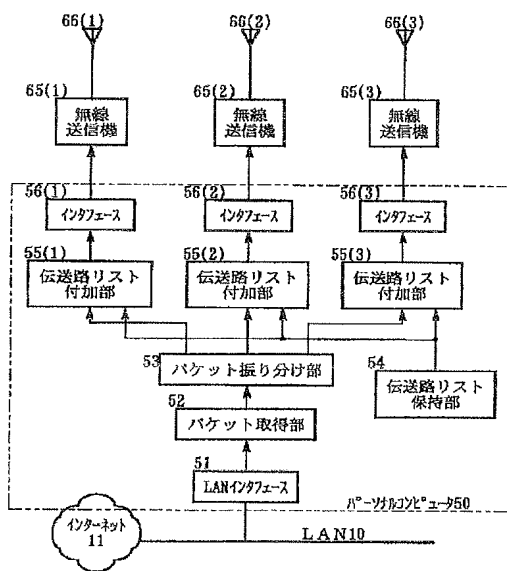 66(1)
66(2)
66(3)
65(1)
65(2)
65(3)
無線
送信機
無線
送信機
無線
送信機
56(1)
56(2)
56(3)
インタフェース
インタフェース
インタフェース
55(1)
55(2)
55(3)
伝送路リスト
付加部
伝送路リスト
付加部
伝送路リスト
付加部
53
パケット振り分け部
54
伝送路リスト
保持部
52
パケット取得部
51
LANインタフェース
パーソナルコンピュータ50
インターネット
11
LAN10